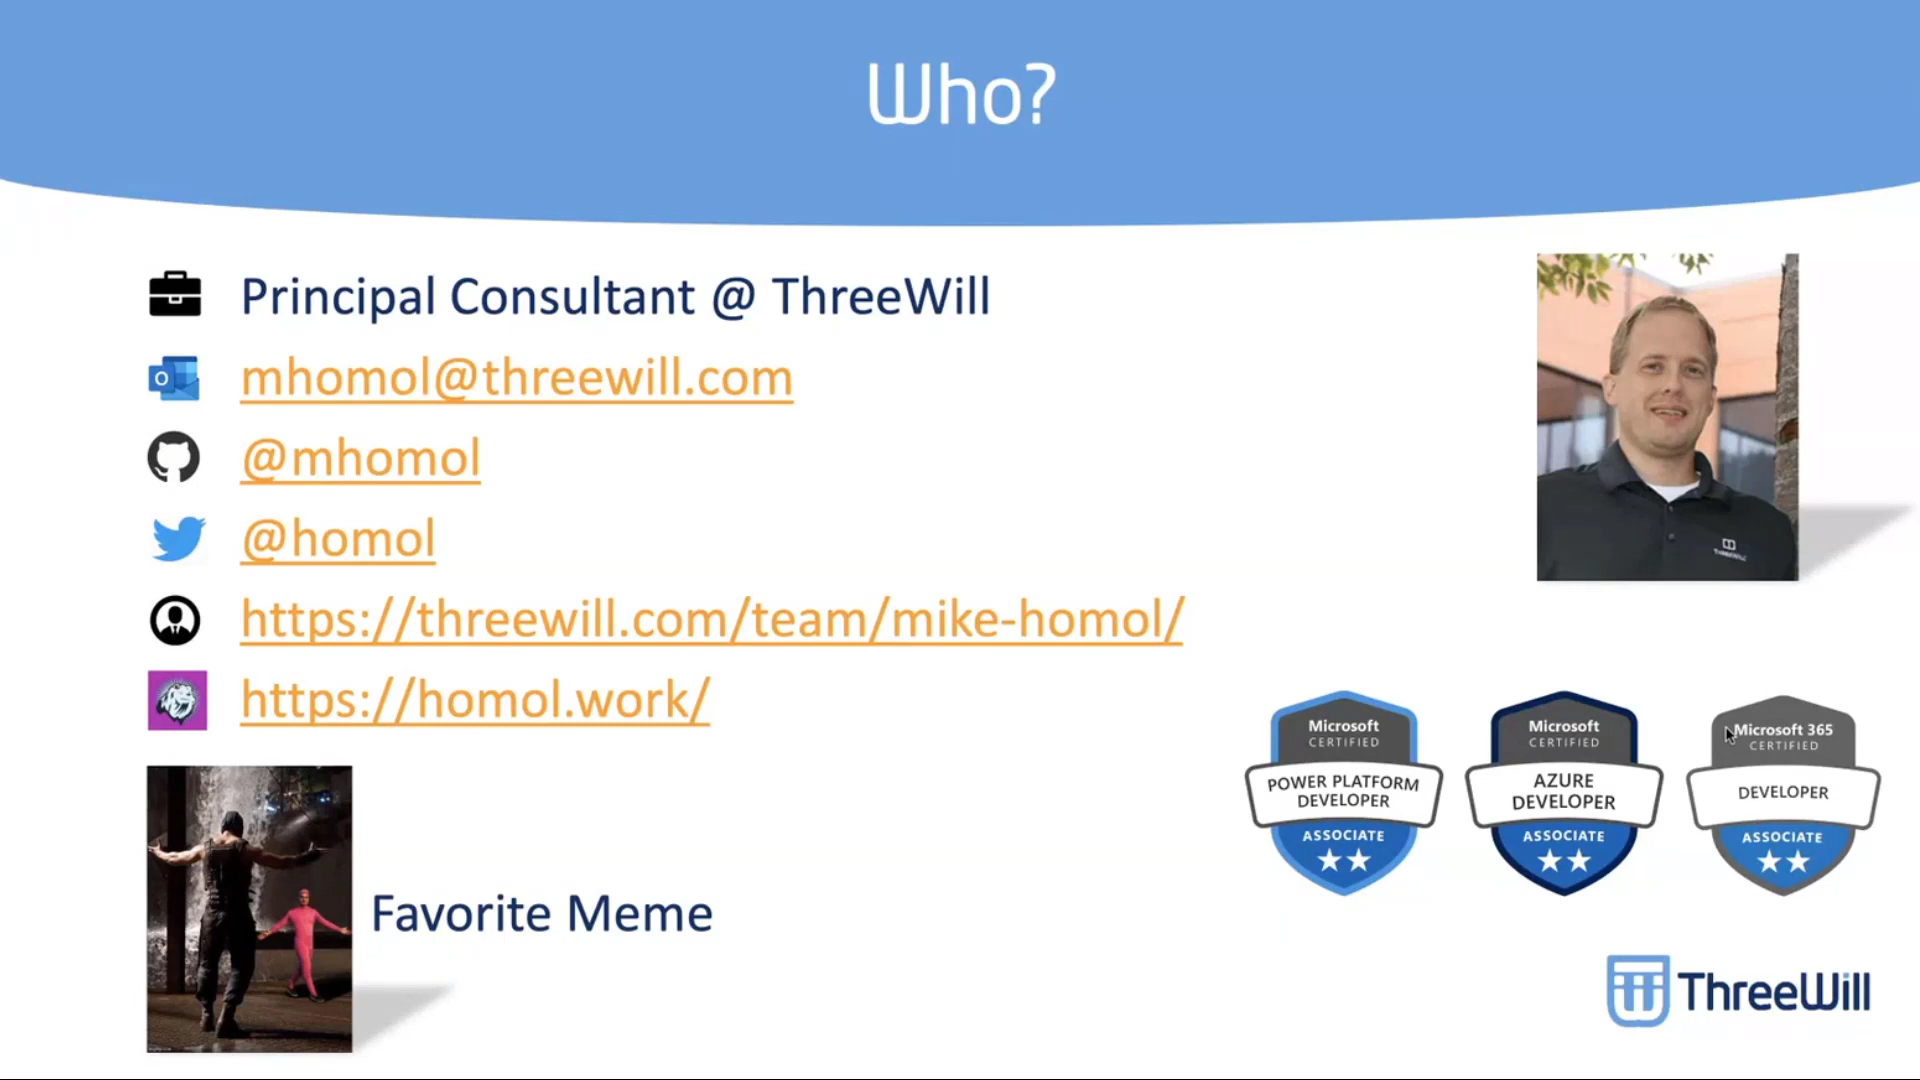 Who?
Principal Consultant @ ThreeWill
mhomol@threewill.com
@mhomol
@homol
https://threewill.com/team/mike-homol/
https://homol.work/
Favorite Meme
Microsoft
CERTIFIED
POWER PLATFORM
DEVELOPER
ASSOCIATE
Microsoft
CERTIFIED
AZURE
DEVELOPER
ASSOCIATE
Microsoft 365
CERTIFIED
DEVELOPER
ASSOCIATE
ThreeWill